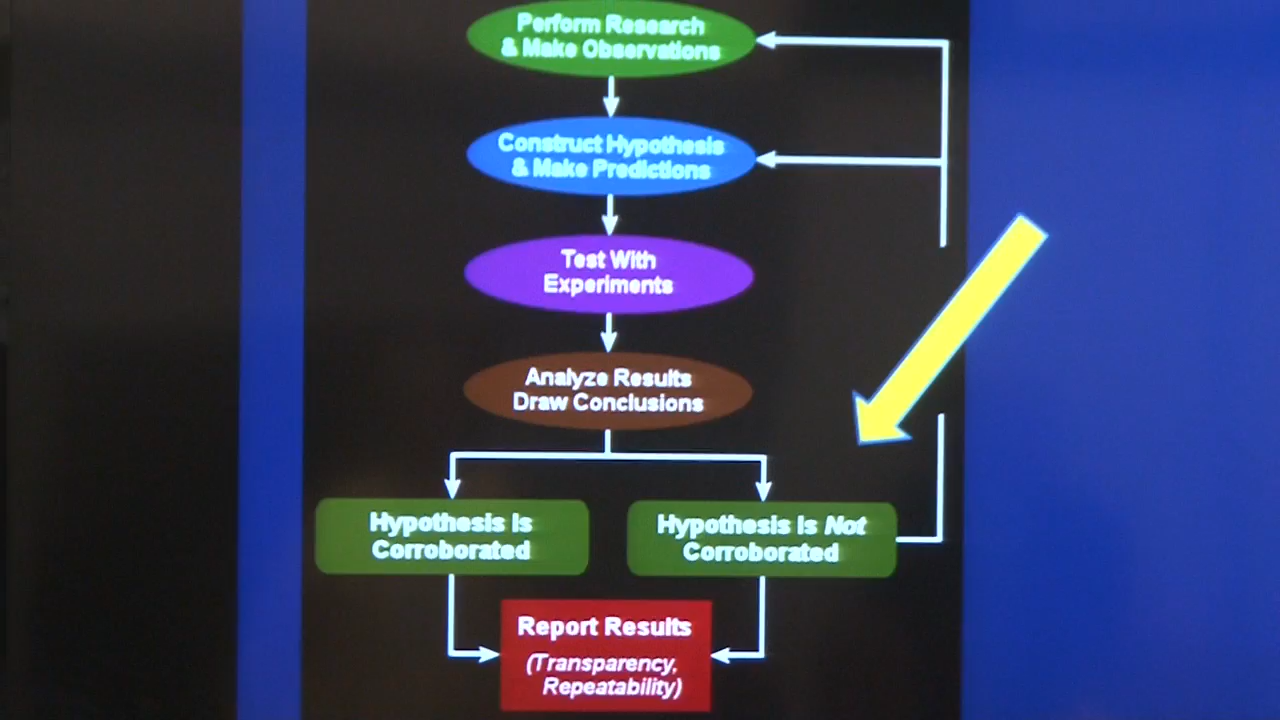 Perform Research
& Make Observations
Construct Hypothesis
& Make Predictions
Test With
Experiments
Analyze Results
Draw Conclusions
Hypothesis Is
Corroborated
Hypothesis Is Not
Corroborated
Report Results
(Transparency,
Repeatability)